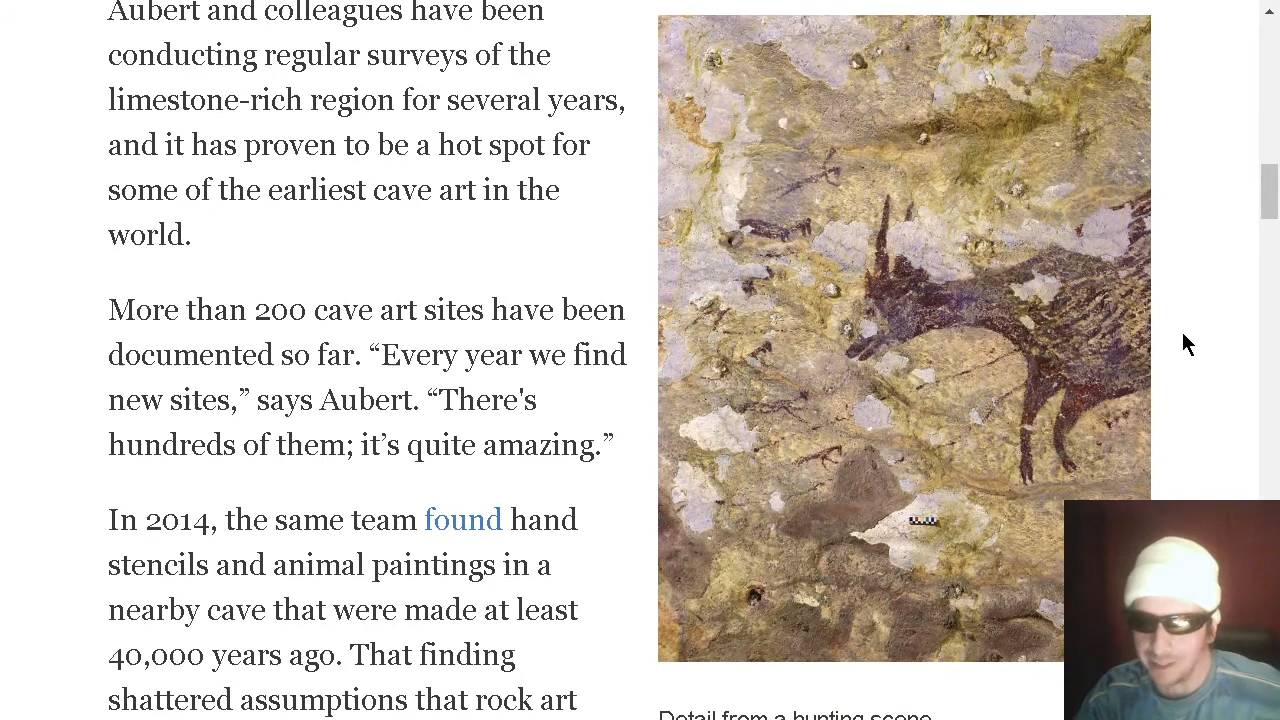 Aubert and colleagues have been
conducting regular surveys of the
limestone-rich region for several years,
and it has proven to be a hot spot for
some of the earliest cave art in the
world.
More than 200 cave art sites have been
documented so far. “Every year we find
new sites,” says Aubert. “There's
hundreds of them; it’s quite amazing.”
In 2014, the same team found hand
stencils and animal paintings in a
nearby cave that were made at least
40,000 years ago. That finding
shattered assumptions that rock art
Detail from a hunting scene